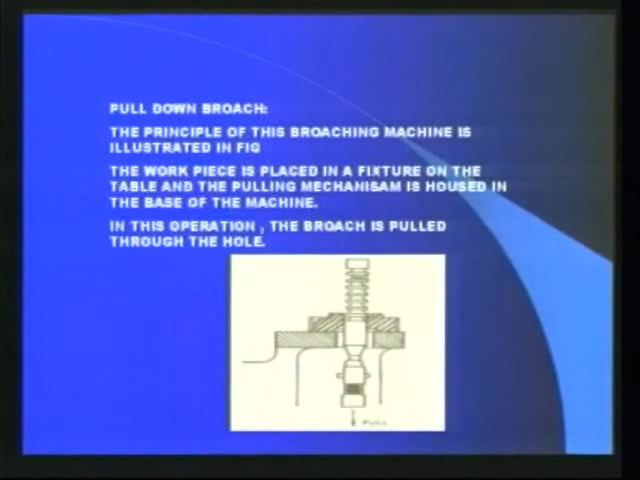 PULL DOWN BROACH:
THE PRINCIPLE OF THIS BROACHING MACHINE IS
ILLUSTRATED IN FIG
THE WORK PIECE IS PLACED IN A FIXTURE ON THE
TABLE AND THE PULLING MECHANISAM IS HOUSED IN
THE BASE OF THE MACHINE.
IN THIS OPERATION , THE BROACH IS PULLED
THROUGH THE HOLE.
PULL